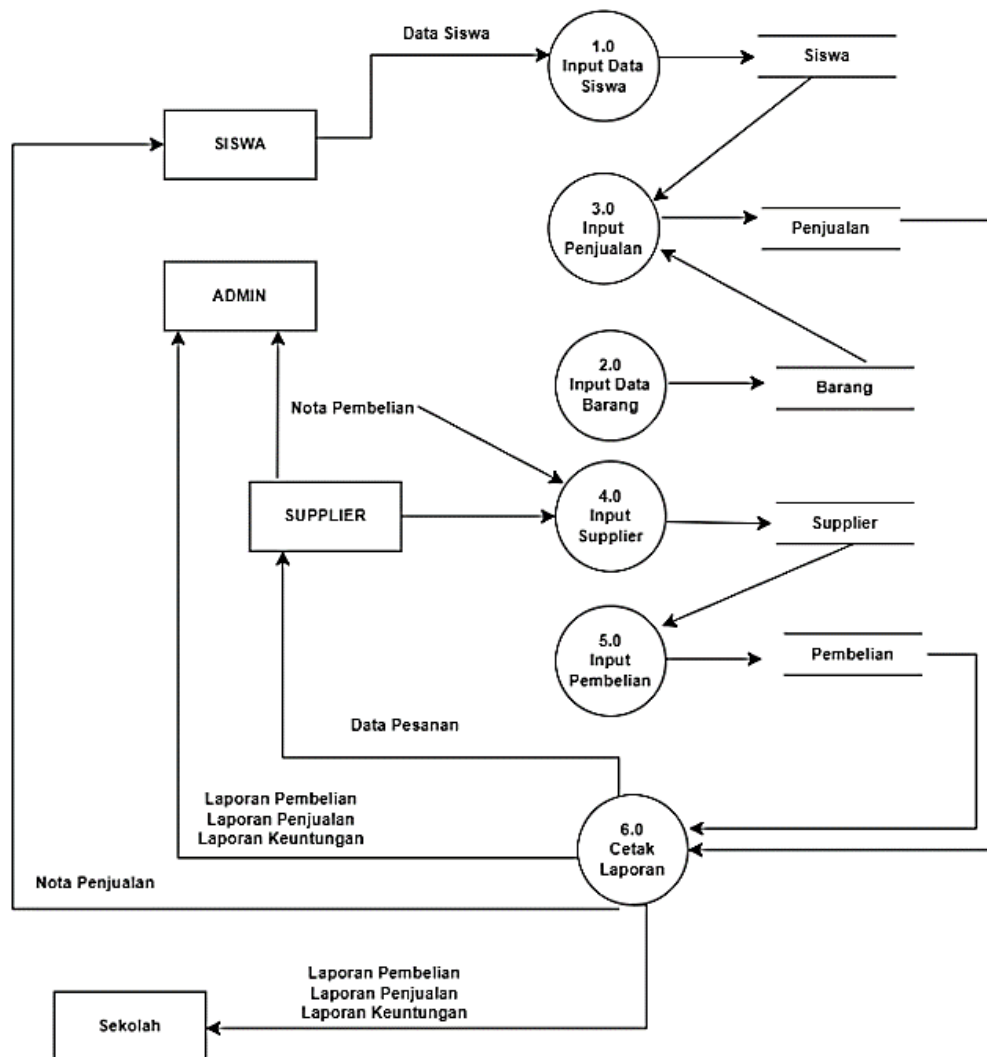 Data Siswa
1.0
Input Data
Siswa
Siswa
SISWA
3.0
Input
Penjualan
Penjualan
ADMIN
2.0
Input Data
Barang
Barang
Nota Pembelian
SUPPLIER
4.0
Input
Supplier
Supplier
5.0
Input
Pembelian
Pembelian
Data Pesanan
Laporan Pembelian
Laporan Penjualan
Laporan Keuntungan
6.0
Cetak
Laporan
Nota Penjualan
Laporan Pembelian
Laporan Penjualan
Laporan Keuntungan
Sekolah